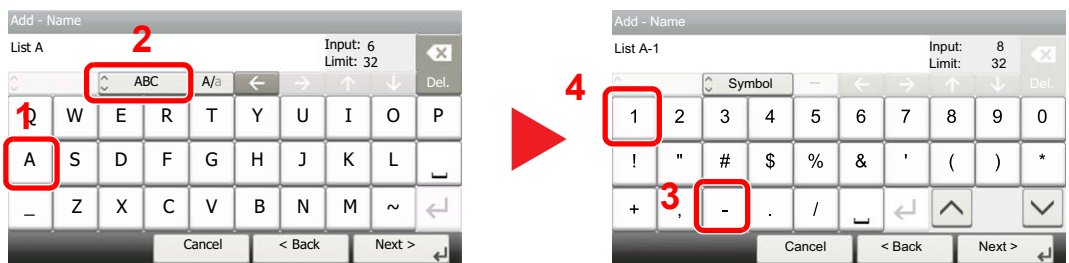 Add - Name
List A
Input: 6
Limit: 32
2
ABC
A/a
Del.
1
Q W E R T Y U I O P
A S D F G H J K L
_ Z X C V B N M ~
Cancel < Back Next >
Add - Name
List A-1
Input: 8
Limit: 32
Symbol
Del.
4
1 2 3 4 5 6 7 8 9 0
! " # $ % & ' ( ) *
3
+ , - . /
Cancel < Back Next >